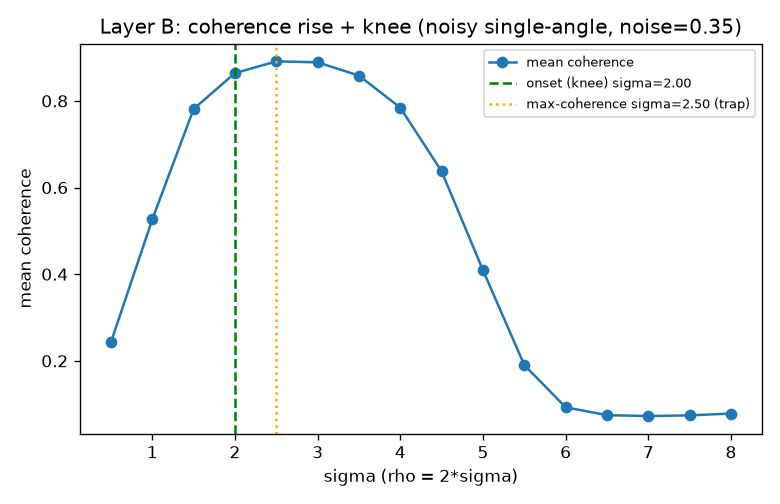 Layer B: coherence rise + knee (noisy single-angle, noise=0.35)
mean coherence
onset (knee) sigma=2.00
max-coherence sigma=2.50 (trap)
mean coherence
0.8
0.6
0.4
0.2
1 2 3 4 5 6 7 8
sigma (rho = 2*sigma)